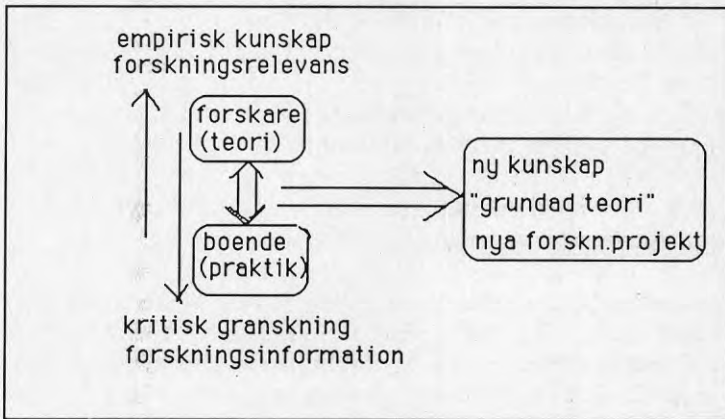 empirisk kunskap
forskningsrelevans
forskare
(teori)
boende
(praktik)
kritisk granskning
forskningsinformation
ny kunskap
"grundad teori"
nya forskn.projekt